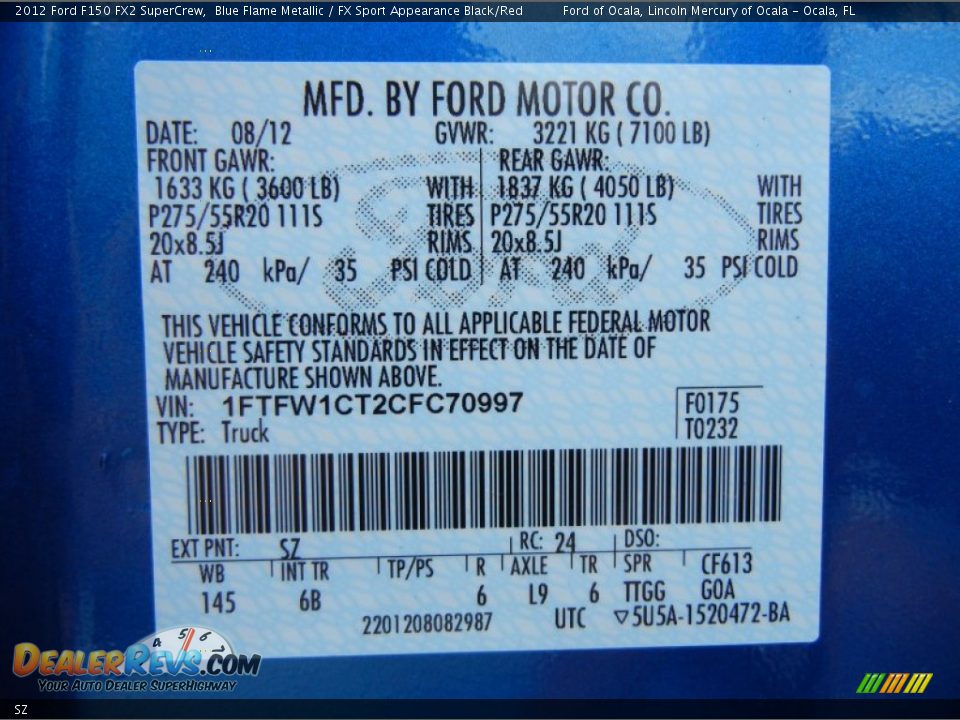 2012 Ford F150 FX2 SuperCrew, Blue Flame Metallic / FX Sport Appearance Black/Red Ford of Ocala, Lincoln Mercury of Ocala - Ocala, FL
MFD. BY FORD MOTOR CO.
DATE: 08/12 GVWR: 3221 KG ( 7100 LB)
FRONT GAWR: REAR GAWR:
1633 KG ( 3600 LB) WITH 1837 KG ( 4050 LB) WITH
P275/55R20 111S TIRES P275/55R20 111S TIRES
20x8.5J RIMS 20x8.5J RIMS
AT 240 kPa/ 35 PSI COLD AT 240 kPa/ 35 PSI COLD
THIS VEHICLE CONFORMS TO ALL APPLICABLE FEDERAL MOTOR
VEHICLE SAFETY STANDARDS IN EFFECT ON THE DATE OF
MANUFACTURE SHOWN ABOVE.
VIN: 1FTFW1CT2CFC70997 F0175
TYPE: Truck T0232
EXT PNT: SZ RC: 24 DSO:
WB INT TR TP/PS R AXLE TR SPR CF613
145 6B 6 L9 6 TTGG GOA
2201208082987 UTC ▽5U5A-1520472-BA
Ford
4 5 6
DEALERREVS.COM
YOUR AUTO DEALER SUPERHIGHWAY
SZ